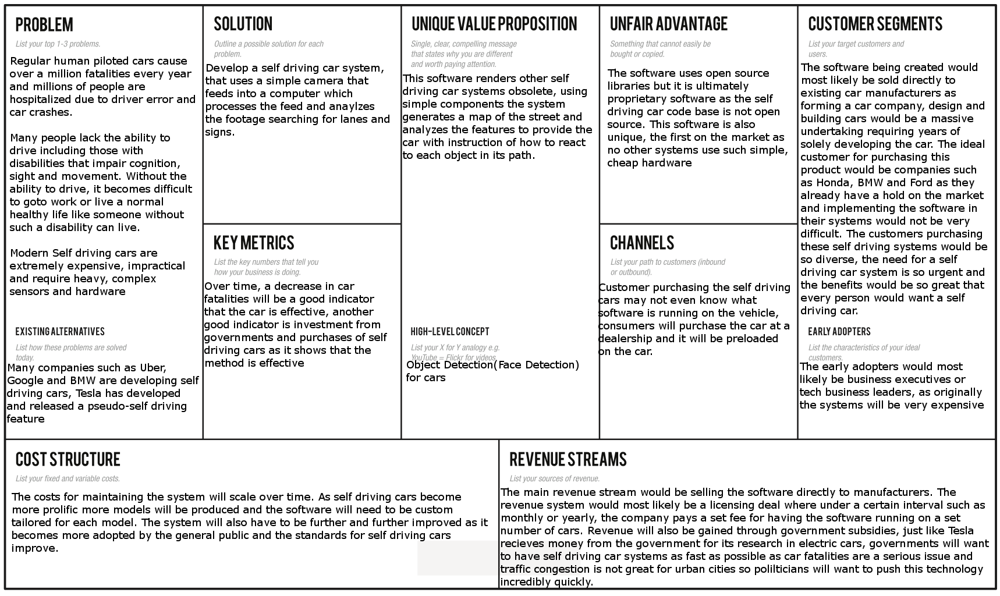 PROBLEM
List your top 1-3 problems.
Regular human piloted cars cause
over a million fatalities every year
and millions of people are
hospitalized due to driver error and
car crashes.
Many people lack the ability to
drive including those with
disabilities that impair cognition,
sight and movement. Without the
ability to drive, it becomes difficult
to goto work or live a normal
healthy life like someone without
such a disability can live.
Modern Self driving cars are
extremely expensive, impractical
and require heavy, complex
sensors and hardware
EXISTING ALTERNATIVES
List how these problems are solved
today.
Many companies such as Uber,
Google and BMW are developing self
driving cars, Tesla has developed
and released a pseudo-self driving
feature
SOLUTION
Outline a possible solution for each
problem.
Develop a self driving car system,
that uses a simple camera that
feeds into a computer which
processes the feed and anaylzes
the footage searching for lanes and
signs.
KEY METRICS
List the key numbers that tell you
how your business is doing.
Over time, a decrease in car
fatalities will be a good indicator
that the car is effective, another
good indicator is investment from
governments and purchases of self
driving cars as it shows that the
method is effective
UNIQUE VALUE PROPOSITION
Single, clear, compelling message
that states why you are different
and worth paying attention.
This software renders other self
driving car systems obsolete, using
simple components the system
generates a map of the street and
analyzes the features to provide the
car with instruction of how to react
to each object in its path.
HIGH-LEVEL CONCEPT
List your X for Y analogy e.g.
YouTube = Flickr for videos.
Object Detection(Face Detection)
for cars
UNFAIR ADVANTAGE
Something that cannot easily be
bought or copied.
The software uses open source
libraries but it is ultimately
proprietary software as the self
driving car code base is not open
source. This software is also
unique, the first on the market as
no other systems use such simple,
cheap hardware
CHANNELS
List your path to customers (inbound
or outbound).
Customer purchasing the self driving
cars may not even know what
software is running on the vehicle,
consumers will purchase the car at a
dealership and it will be preloaded
on the car.
CUSTOMER SEGMENTS
List your target customers and
users.
The software being created would
most likely be sold directly to
existing car manufacturers as
forming a car company, design and
building cars would be a massive
undertaking requiring years of
solely developing the car. The ideal
customer for purchasing this
product would be companies such
as Honda, BMW and Ford as they
already have a hold on the market
and implementing the software in
their systems would not be very
difficult. The customers purchasing
these self driving systems would be
so diverse, the need for a self
driving car system is so urgent and
the benefits would be so great that
every person would want a self
driving car.
EARLY ADOPTERS
List the characteristics of your ideal
customers.
The early adopters would most
likely be business executives or
tech business leaders, as originally
the systems will be very expensive
COST STRUCTURE
List your fixed and variable costs.
The costs for maintaining the system will scale over time. As self driving cars become
more prolific more models will be produced and the software will need to be custom
tailored for each model. The system will also have to be further and further improved as it
becomes more adopted by the general public and the standards for self driving cars
improve.
REVENUE STREAMS
List your sources of revenue.
The main revenue stream would be selling the software directly to manufacturers. The
revenue system would most likely be a licensing deal where under a certain interval such as
monthly or yearly, the company pays a set fee for having the software running on a set
number of cars. Revenue will also be gained through government subsidies, just like Tesla
recieves money from the government for its research in electric cars, governments will want
to have self driving car systems as fast as possible as car fatalities are a serious issue and
traffic congestion is not great for urban cities so poliliticians will want to push this technology
incredibly quickly.